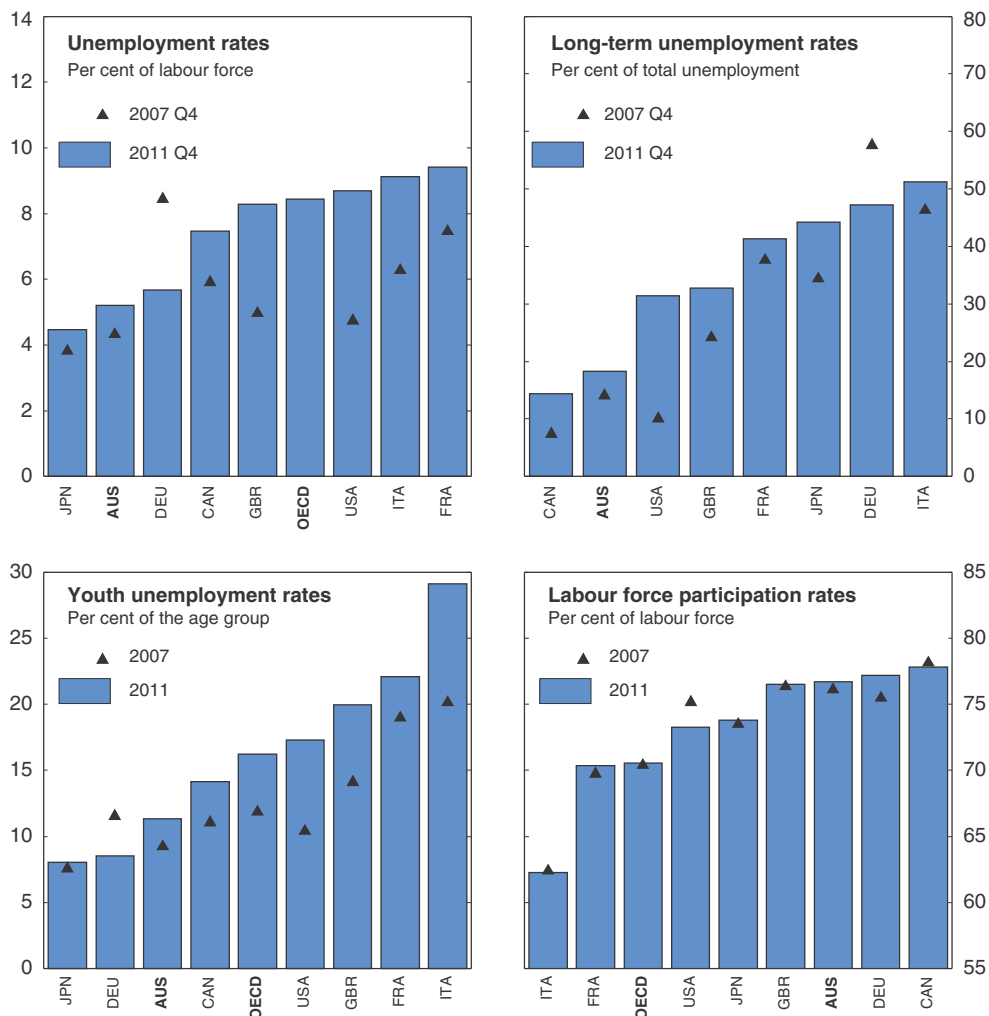 Unemployment rates
Per cent of labour force
2007 Q4
2011 Q4
14
12
10
8
6
4
2
0
JPN
AUS
DEU
CAN
GBR
OECD
USA
ITA
FRA
Long-term unemployment rates
Per cent of total unemployment
2007 Q4
2011 Q4
80
70
60
50
40
30
20
10
0
CAN
AUS
USA
GBR
FRA
JPN
DEU
ITA
Youth unemployment rates
Per cent of the age group
2007
2011
30
25
20
15
10
5
0
JPN
DEU
AUS
CAN
OECD
USA
GBR
FRA
ITA
Labour force participation rates
Per cent of labour force
2007
2011
85
80
75
70
65
60
55
ITA
FRA
OECD
USA
JPN
GBR
AUS
DEU
CAN